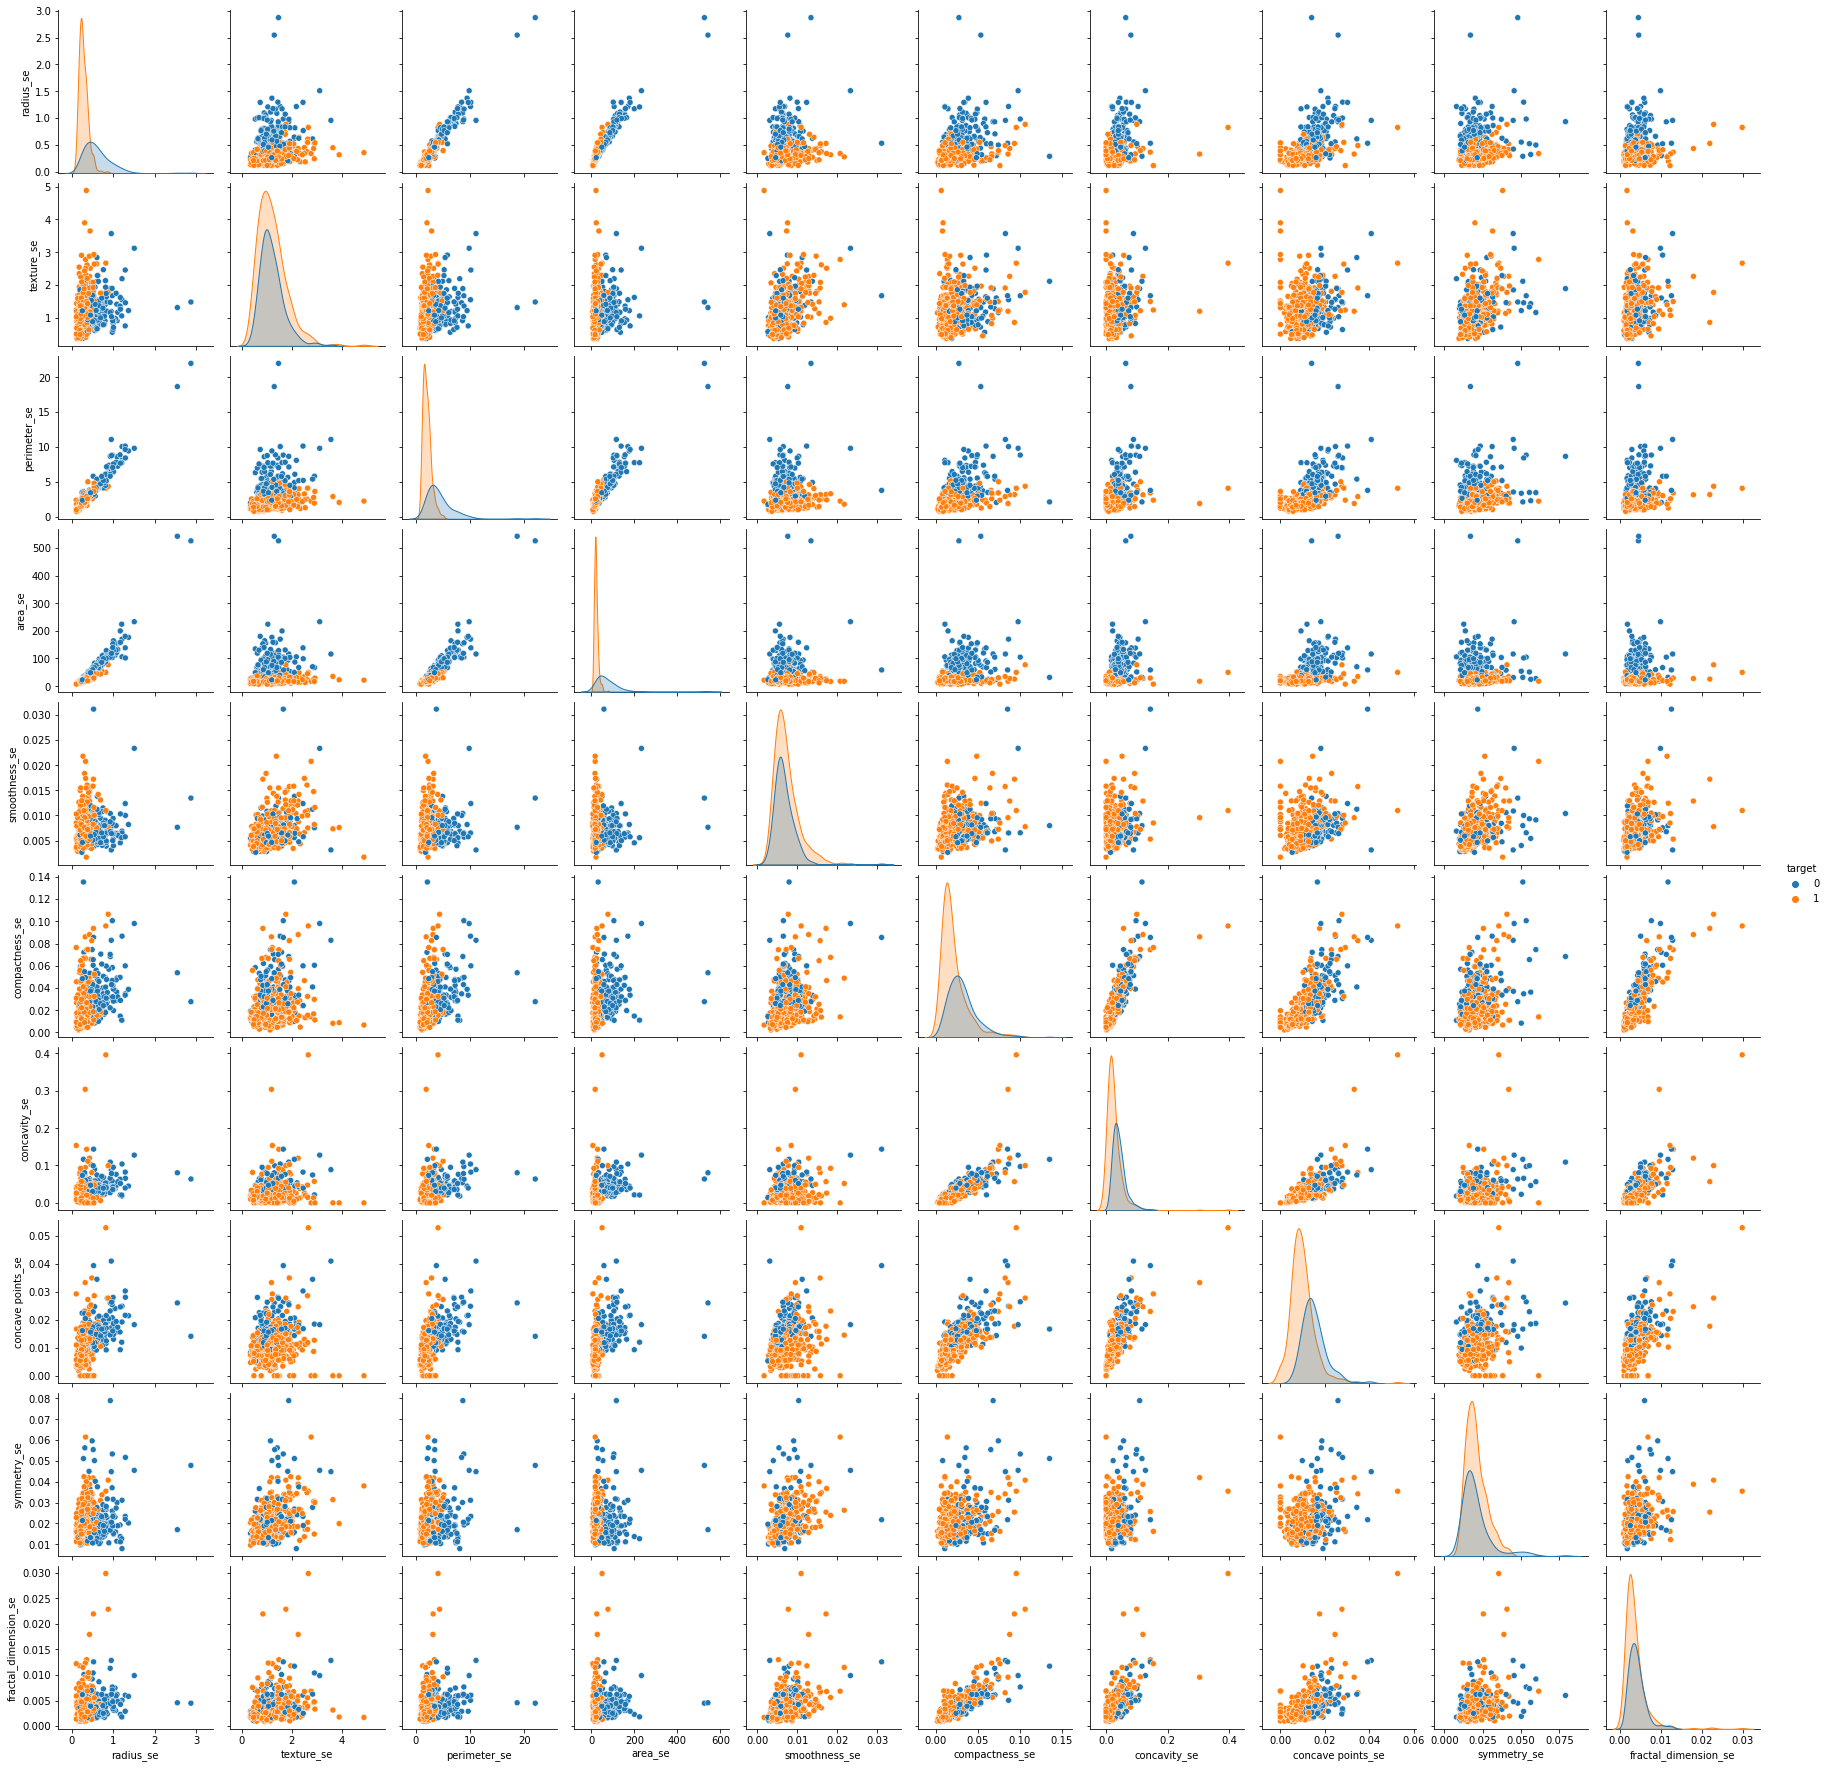 3.0
2.5
2.0
1.5
1.0
0.5
0.0
radius_se
5
4
3
2
1
texture_se
20
15
10
5
0
perimeter_se
500
400
300
200
100
0
area_se
0.030
0.025
0.020
0.015
0.010
0.005
smoothness_se
target
0
1
0.14
0.12
0.10
0.08
0.06
0.04
0.02
0.00
compactness_se
0.4
0.3
0.2
0.1
0.0
concavity_se
0.05
0.04
0.03
0.02
0.01
0.00
concave points_se
0.08
0.07
0.06
0.05
0.04
0.03
0.02
0.01
symmetry_se
0.030
0.025
0.020
0.015
0.010
0.005
0.000
fractal_dimension_se
0 1 2 3
0 2 4
0 10 20
0 200 400 600
0.00 0.01 0.02 0.03
0.00 0.05 0.10 0.15
0.0 0.2 0.4
0.00 0.02 0.04 0.06
0.000 0.025 0.050 0.075
0.00 0.01 0.02 0.03
radius_se texture_se perimeter_se area_se smoothness_se compactness_se concavity_se concave points_se symmetry_se fractal_dimension_se